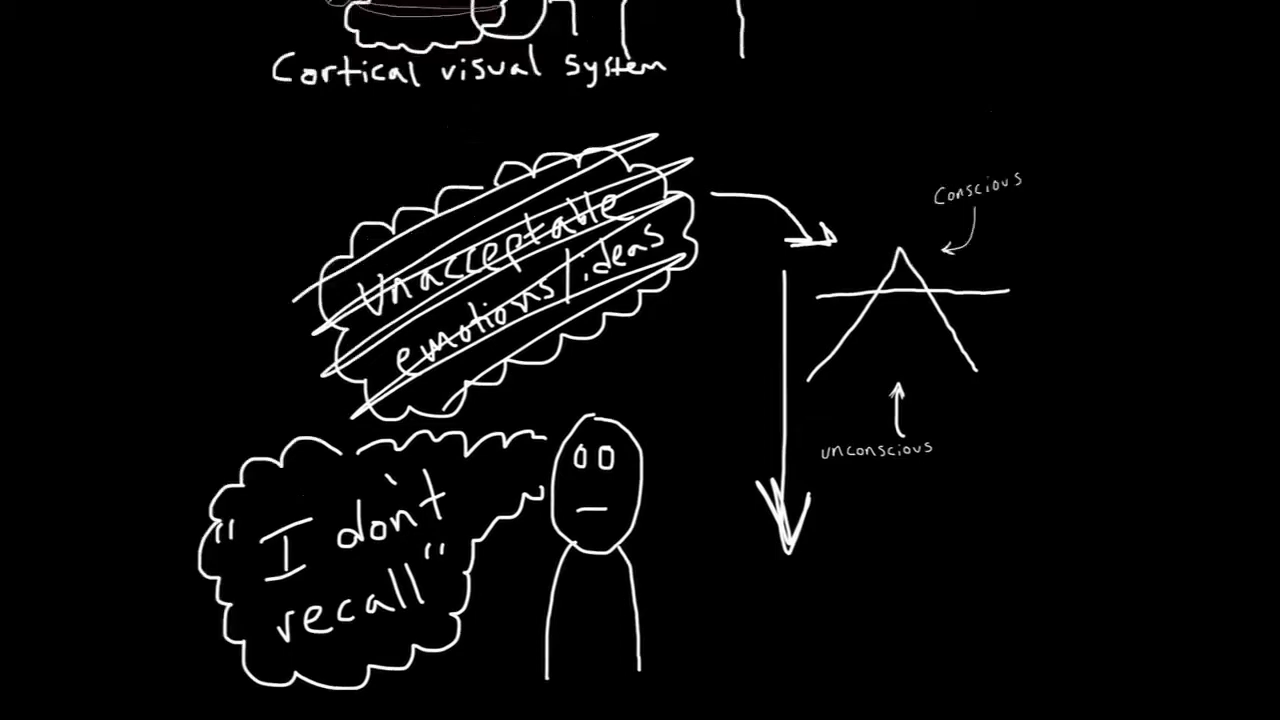 Cortical visual system
Conscious
Unacceptable
emotions/ideas
unconscious
"I don't
recall"